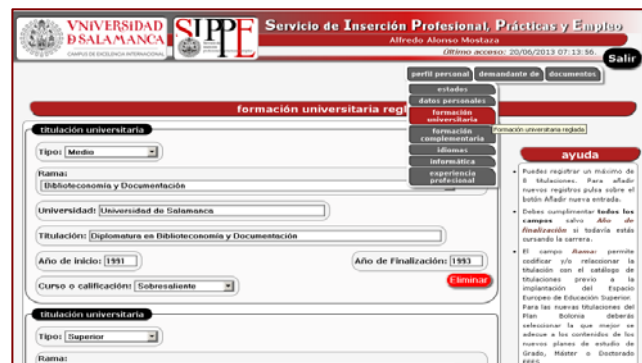 VNiVERSiDAD
D SALAMANCA
CAMPUS DE EXCELENCIA INTERNACIONAL
SIPPE
Servicio de Inserción Profesional, Prácticas y Empleo
Alfredo Alonso Mostaza
Último acceso: 20/06/2013 07:13:56.
Salir
perfil personal demandante de documentos
estades
datos personales
formación
universitaria
formación
complementaria
idiomas
informática
experiencia
profesional
Formación universitaria reglada
formación universitaria regl
titulación universitaria
Tipo: Medio
Rama:
Biblioteconomía y Documentación
Universidad: Universidad de Salamanca
Titulación: Diplomatura en Biblioteconomía y Documentación
Año de inicio: 1991 Año de Finalización: 1993
Curso o calificación: Sobresaliente
Eliminar
titulación universitaria
Tipo: Superior
Rama:
ayuda
Puedes registrar un máximo de
8 titulaciones. Para añadir
nuevos registros pulsa sobre el
botón Añadir nueva entrada.
Debes cumplimentar todos los
campos salvo Año de
Finalización si todavía estás
cursando la carrera.
El campo Rama: permite
codificar y/o relaccionar la
titulación con el catálogo de
titulaciones previo a la
implantación del Espacio
Europeo de Educación Superior.
Para las nuevas titulaciones del
Plan Bolonia deberás
seleccionar la que mejor se
adecue a los contenidos de los
nuevos planes de estudio de
Grado, Máster o Doctorado
EEES.